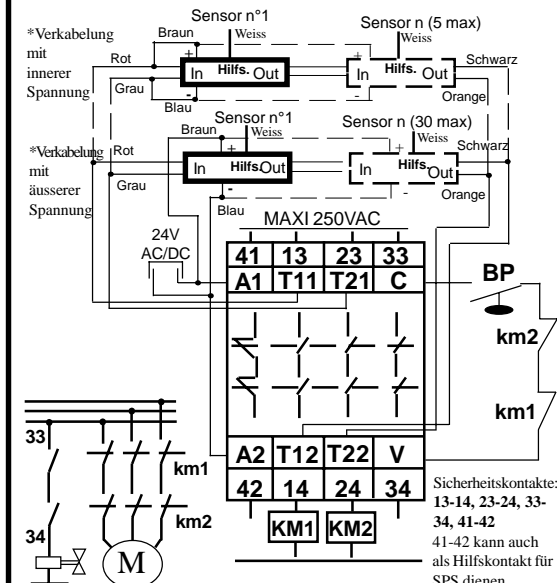 Sensor n°1
Sensor n (5 max)
*Verkabelung
mit
innerer
Spannung
Braun
Weiss
Weiss
Rot
Schwarz
+
+
In
Hilfs.
Out
In
Hilfs.
Out
Grau
-
-
Blau
Orange
Sensor n°1
Sensor n (30 max)
Braun
Weiss
Weiss
*Verkabelung
mit
äusserer
Spannung
Rot
+
+
Schwarz
In
Hilfs.
Out
In
Hilfs.
Out
Grau
-
-
Orange
Blau
24V
AC/DC
MAXI 250VAC
41 13 23 33
A1 T11 T21 C
BP
km2
km1
33
34
km1
km2
M
A2 T12 T22 V
42 14 24 34
KM1 KM2
Sicherheitskontakte:
13-14, 23-24, 33-
34, 41-42
41-42 kann auch
als Hilfskontakt für
SPS dienen